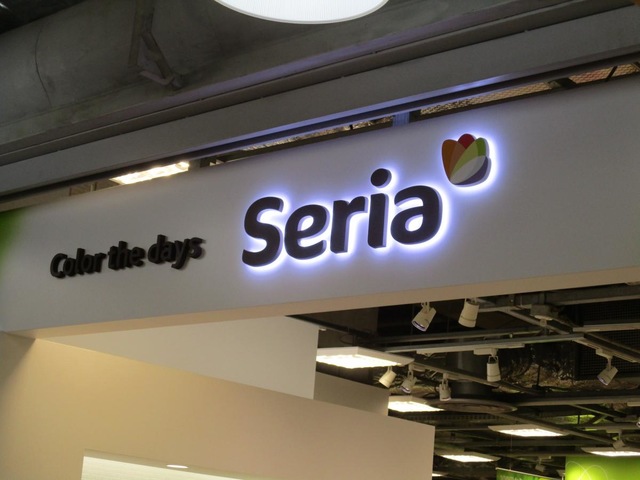 Color the days
Seria